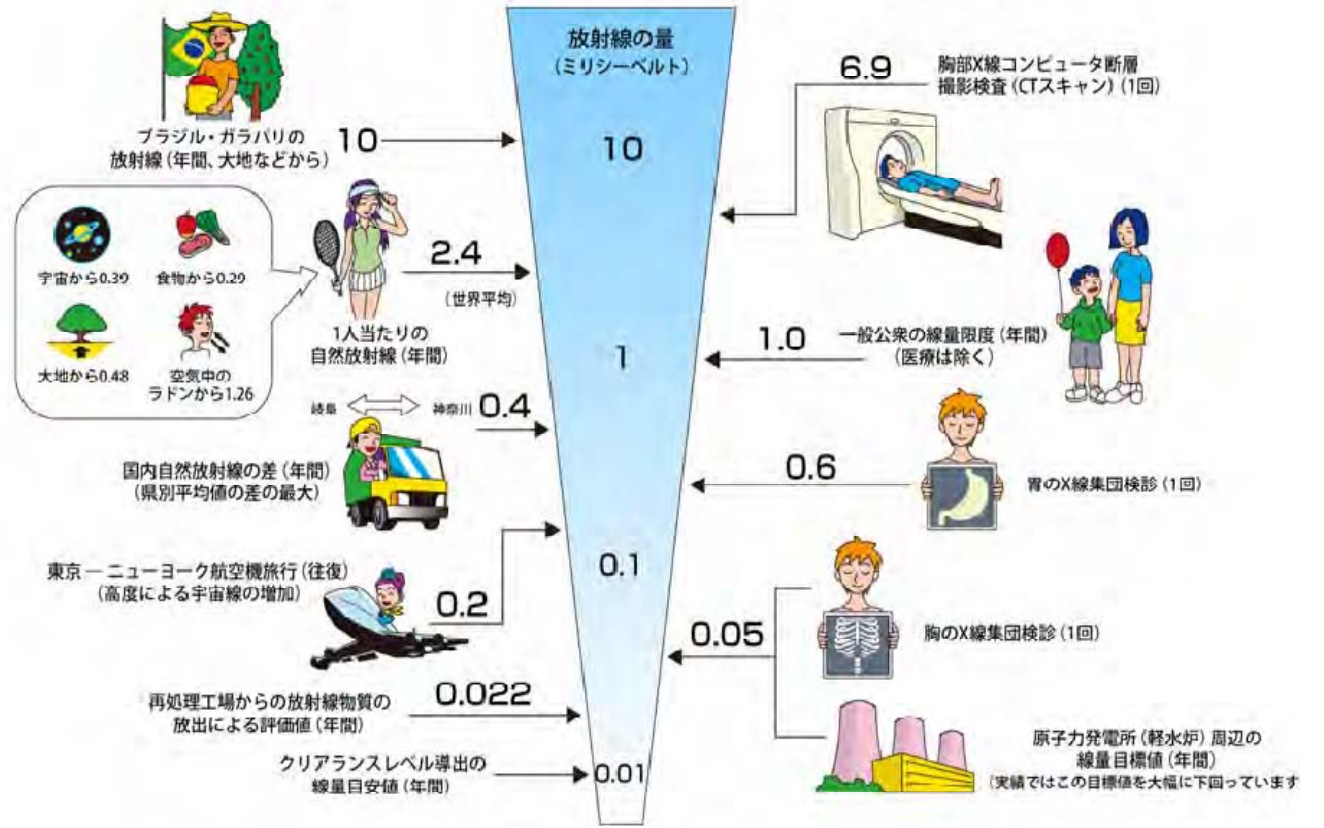 放射線の量
(ミリシーベルト)
10
1
0.1
0.01
ブラジル・ガラパリの
放射線(年間、大地などから)
10
宇宙から0.39
食物から0.29
大地から0.48
空気中の
ラドンから1.26
2.4
(世界平均)
1人当たりの
自然放射線(年間)
岐阜
神奈川
0.4
国内自然放射線の差(年間)
(県別平均値の差の最大)
東京―ニューヨーク航空機旅行(往復)
(高度による宇宙線の増加)
0.2
再処理工場からの放射線物質の
放出による評価値(年間)
0.022
クリアランスレベル導出の
線量目安値(年間)
6.9
胸部X線コンピュータ断層
撮影検査(CTスキャン)(1回)
1.0
一般公衆の線量限度(年間)
(医療は除く)
0.6
胃のX線集団検診(1回)
0.05
胸のX線集団検診(1回)
原子力発電所(軽水炉)周辺の
線量目標値(年間)
(実績ではこの目標値を大幅に下回っています